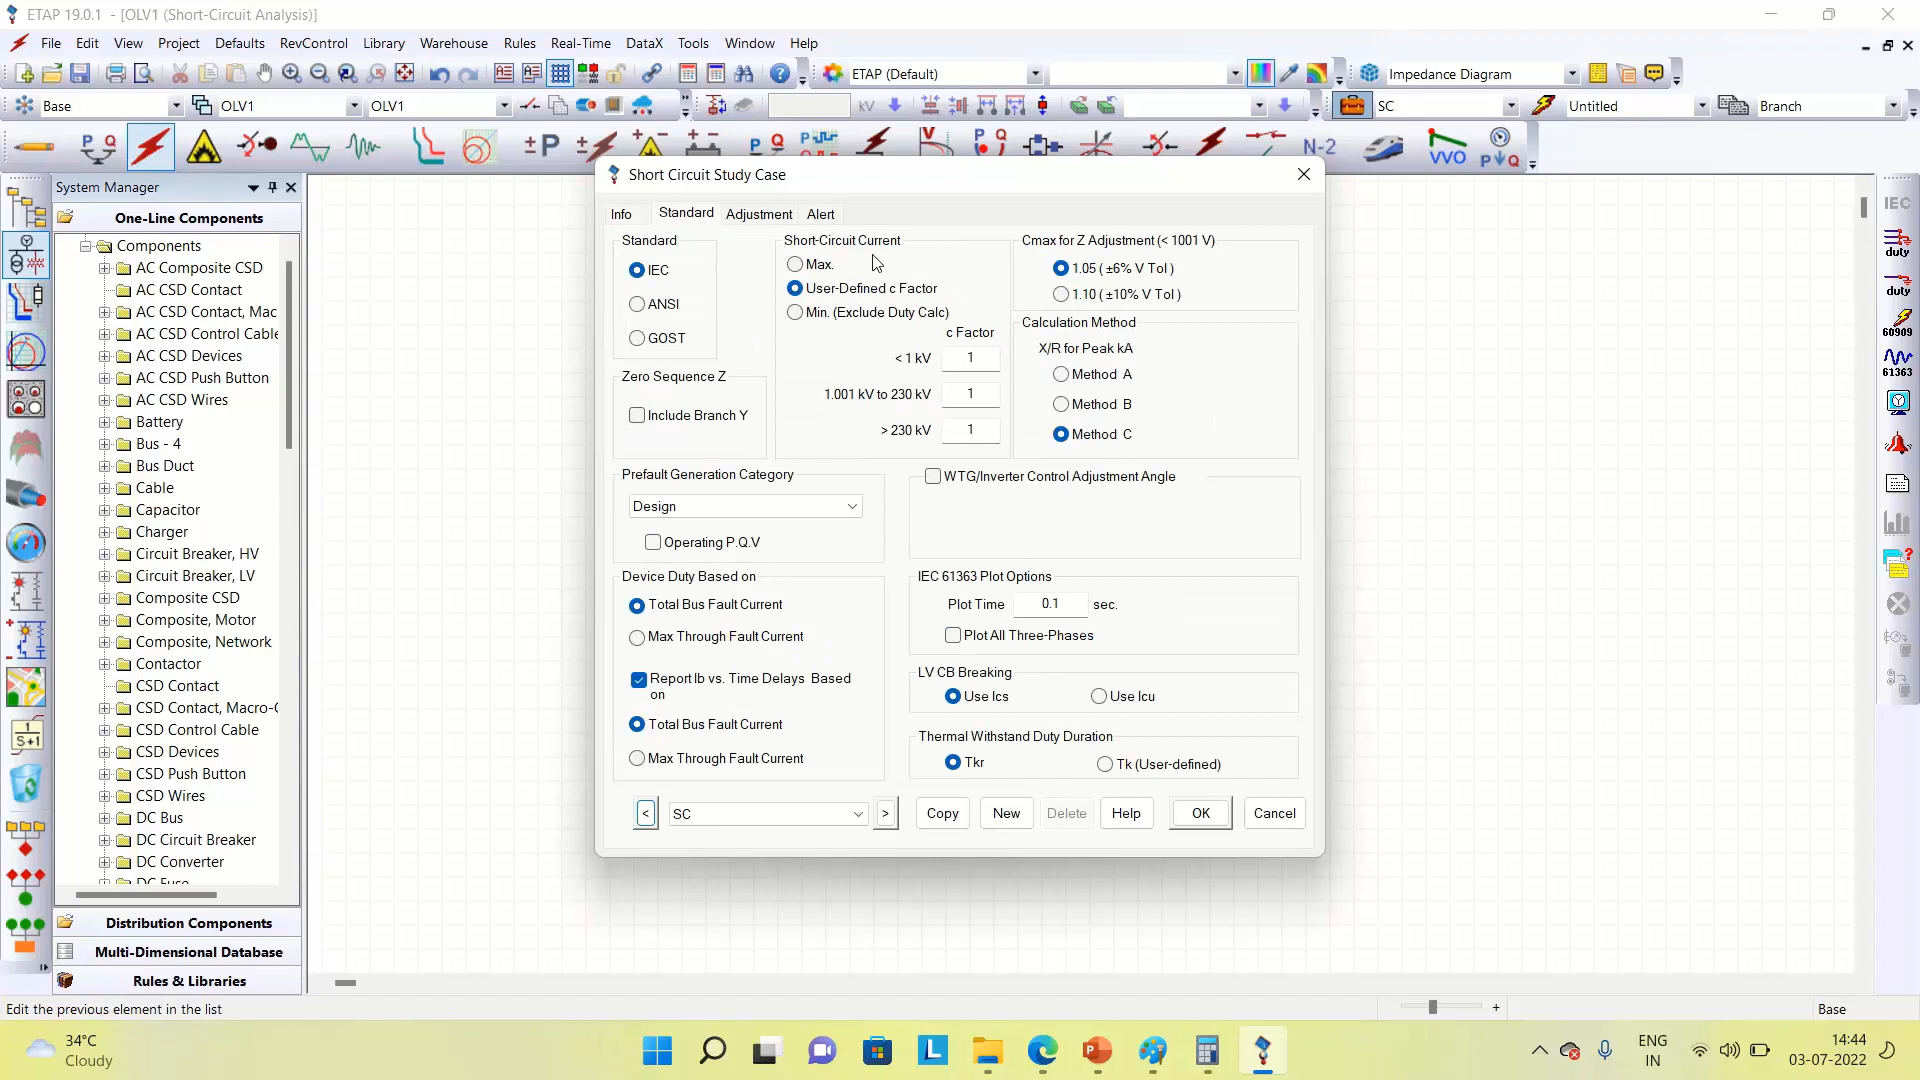 ETAP 19.0.1 - [OLV1 (Short-Circuit Analysis)]
File Edit View Project Defaults RevControl Library Warehouse Rules Real-Time DataX Tools Window Help
ETAP (Default)
Impedance Diagram
Base
OLV1
OLV1
kV
SC
Untitled
Branch
N-2
VVO
System Manager
One-Line Components
Components
AC Composite CSD
AC CSD Contact
AC CSD Contact, Mac
AC CSD Control Cable
AC CSD Devices
AC CSD Push Button
AC CSD Wires
Battery
Bus - 4
Bus Duct
Cable
Capacitor
Charger
Circuit Breaker, HV
Circuit Breaker, LV
Composite CSD
Composite, Motor
Composite, Network
Contactor
CSD Contact
CSD Contact, Macro-C
CSD Control Cable
CSD Devices
CSD Push Button
CSD Wires
DC Bus
DC Circuit Breaker
DC Converter
DC Fuse
Distribution Components
Multi-Dimensional Database
Rules & Libraries
Short Circuit Study Case
Info Standard Adjustment Alert
Standard
IEC
ANSI
GOST
Zero Sequence Z
Include Branch Y
Short-Circuit Current
Max.
User-Defined c Factor
Min. (Exclude Duty Calc)
c Factor
< 1 kV 1
1.001 kV to 230 kV 1
> 230 kV 1
Cmax for Z Adjustment (< 1001 V)
1.05 ( ±6% V Tol )
1.10 ( ±10% V Tol )
Calculation Method
X/R for Peak kA
Method A
Method B
Method C
Prefault Generation Category
Design
Operating P.Q.V
WTG/Inverter Control Adjustment Angle
Device Duty Based on
Total Bus Fault Current
Max Through Fault Current
Report Ib vs. Time Delays Based
on
Total Bus Fault Current
Max Through Fault Current
IEC 61363 Plot Options
Plot Time 0.1 sec.
Plot All Three-Phases
LV CB Breaking
Use Ics
Use Icu
Thermal Withstand Duty Duration
Tkr
Tk (User-defined)
<
SC
>
Copy
New
Delete
Help
OK
Cancel
IEC
duty
duty
60909
61363
Edit the previous element in the list
+
Base
34°C
Cloudy
ENG
IN
14:44
03-07-2022